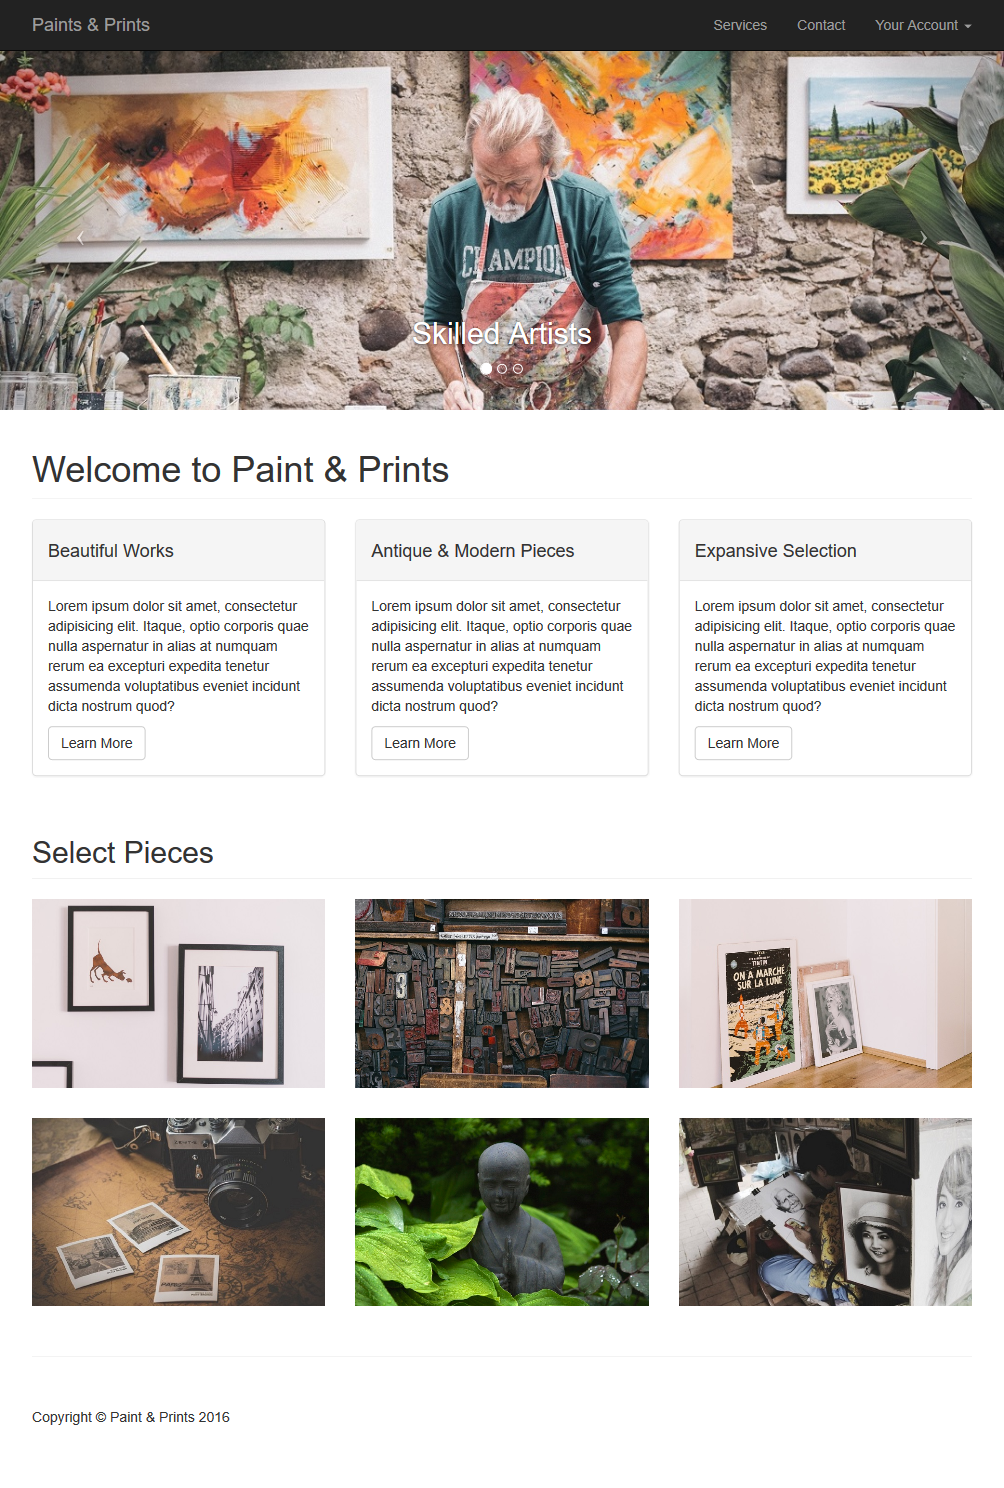 Paints & Prints
Services
Contact
Your Account
CHAMPION
Skilled Artists
Welcome to Paint & Prints
Beautiful Works
Lorem ipsum dolor sit amet, consectetur
adipisicing elit. Itaque, optio corporis quae
nulla aspernatur in alias at numquam
rerum ea excepturi expedita tenetur
assumenda voluptatibus eveniet incidunt
dicta nostrum quod?
Learn More
Antique & Modern Pieces
Lorem ipsum dolor sit amet, consectetur
adipisicing elit. Itaque, optio corporis quae
nulla aspernatur in alias at numquam
rerum ea excepturi expedita tenetur
assumenda voluptatibus eveniet incidunt
dicta nostrum quod?
Learn More
Expansive Selection
Lorem ipsum dolor sit amet, consectetur
adipisicing elit. Itaque, optio corporis quae
nulla aspernatur in alias at numquam
rerum ea excepturi expedita tenetur
assumenda voluptatibus eveniet incidunt
dicta nostrum quod?
Learn More
Select Pieces
TINTIN
ON A MARCHÉ
SUR LA LUNE
ZENIT
PARIS
Copyright © Paint & Prints 2016